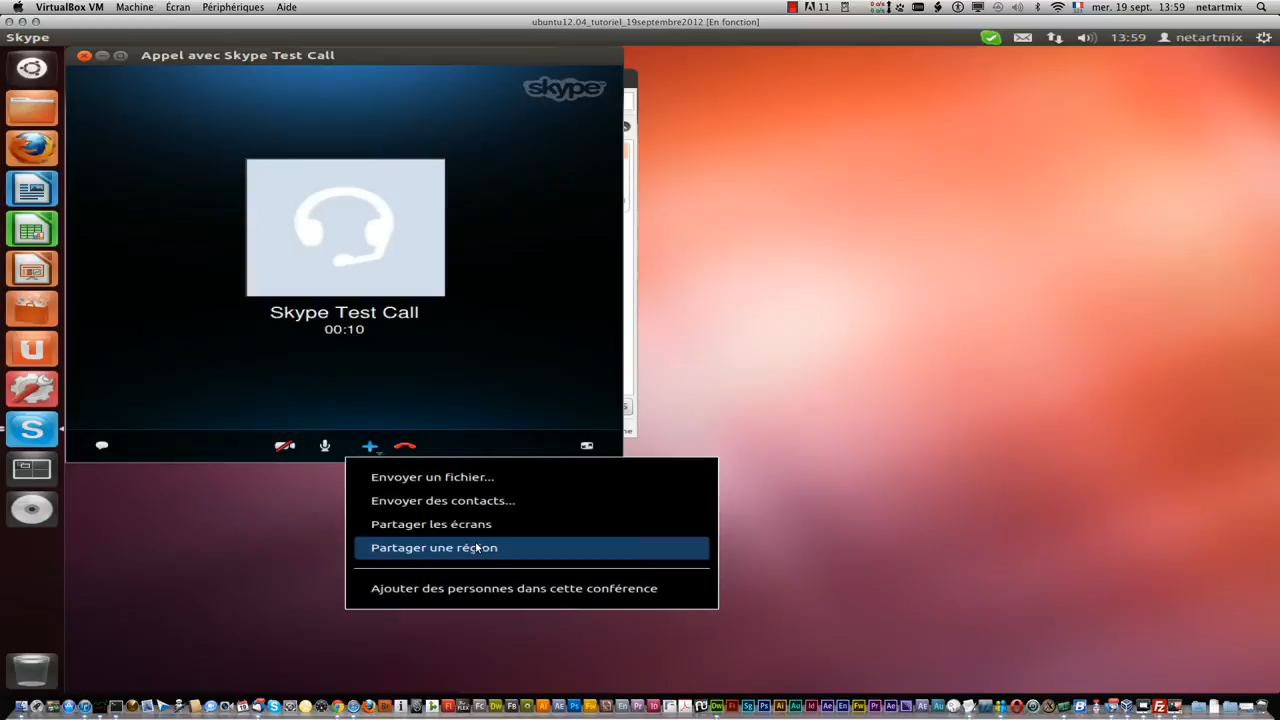 VirtualBox VM Machine Écran Périphériques Aide
11
mer. 19 sept. 13:59 netartmix
ubuntu12.04_tutoriel_19septembre2012 [En fonction]
Skype
13:59 netartmix
Appel avec Skype Test Call
skype
Skype Test Call
00:10
Envoyer un fichier...
Envoyer des contacts...
Partager les écrans
Partager une région
Ajouter des personnes dans cette conférence